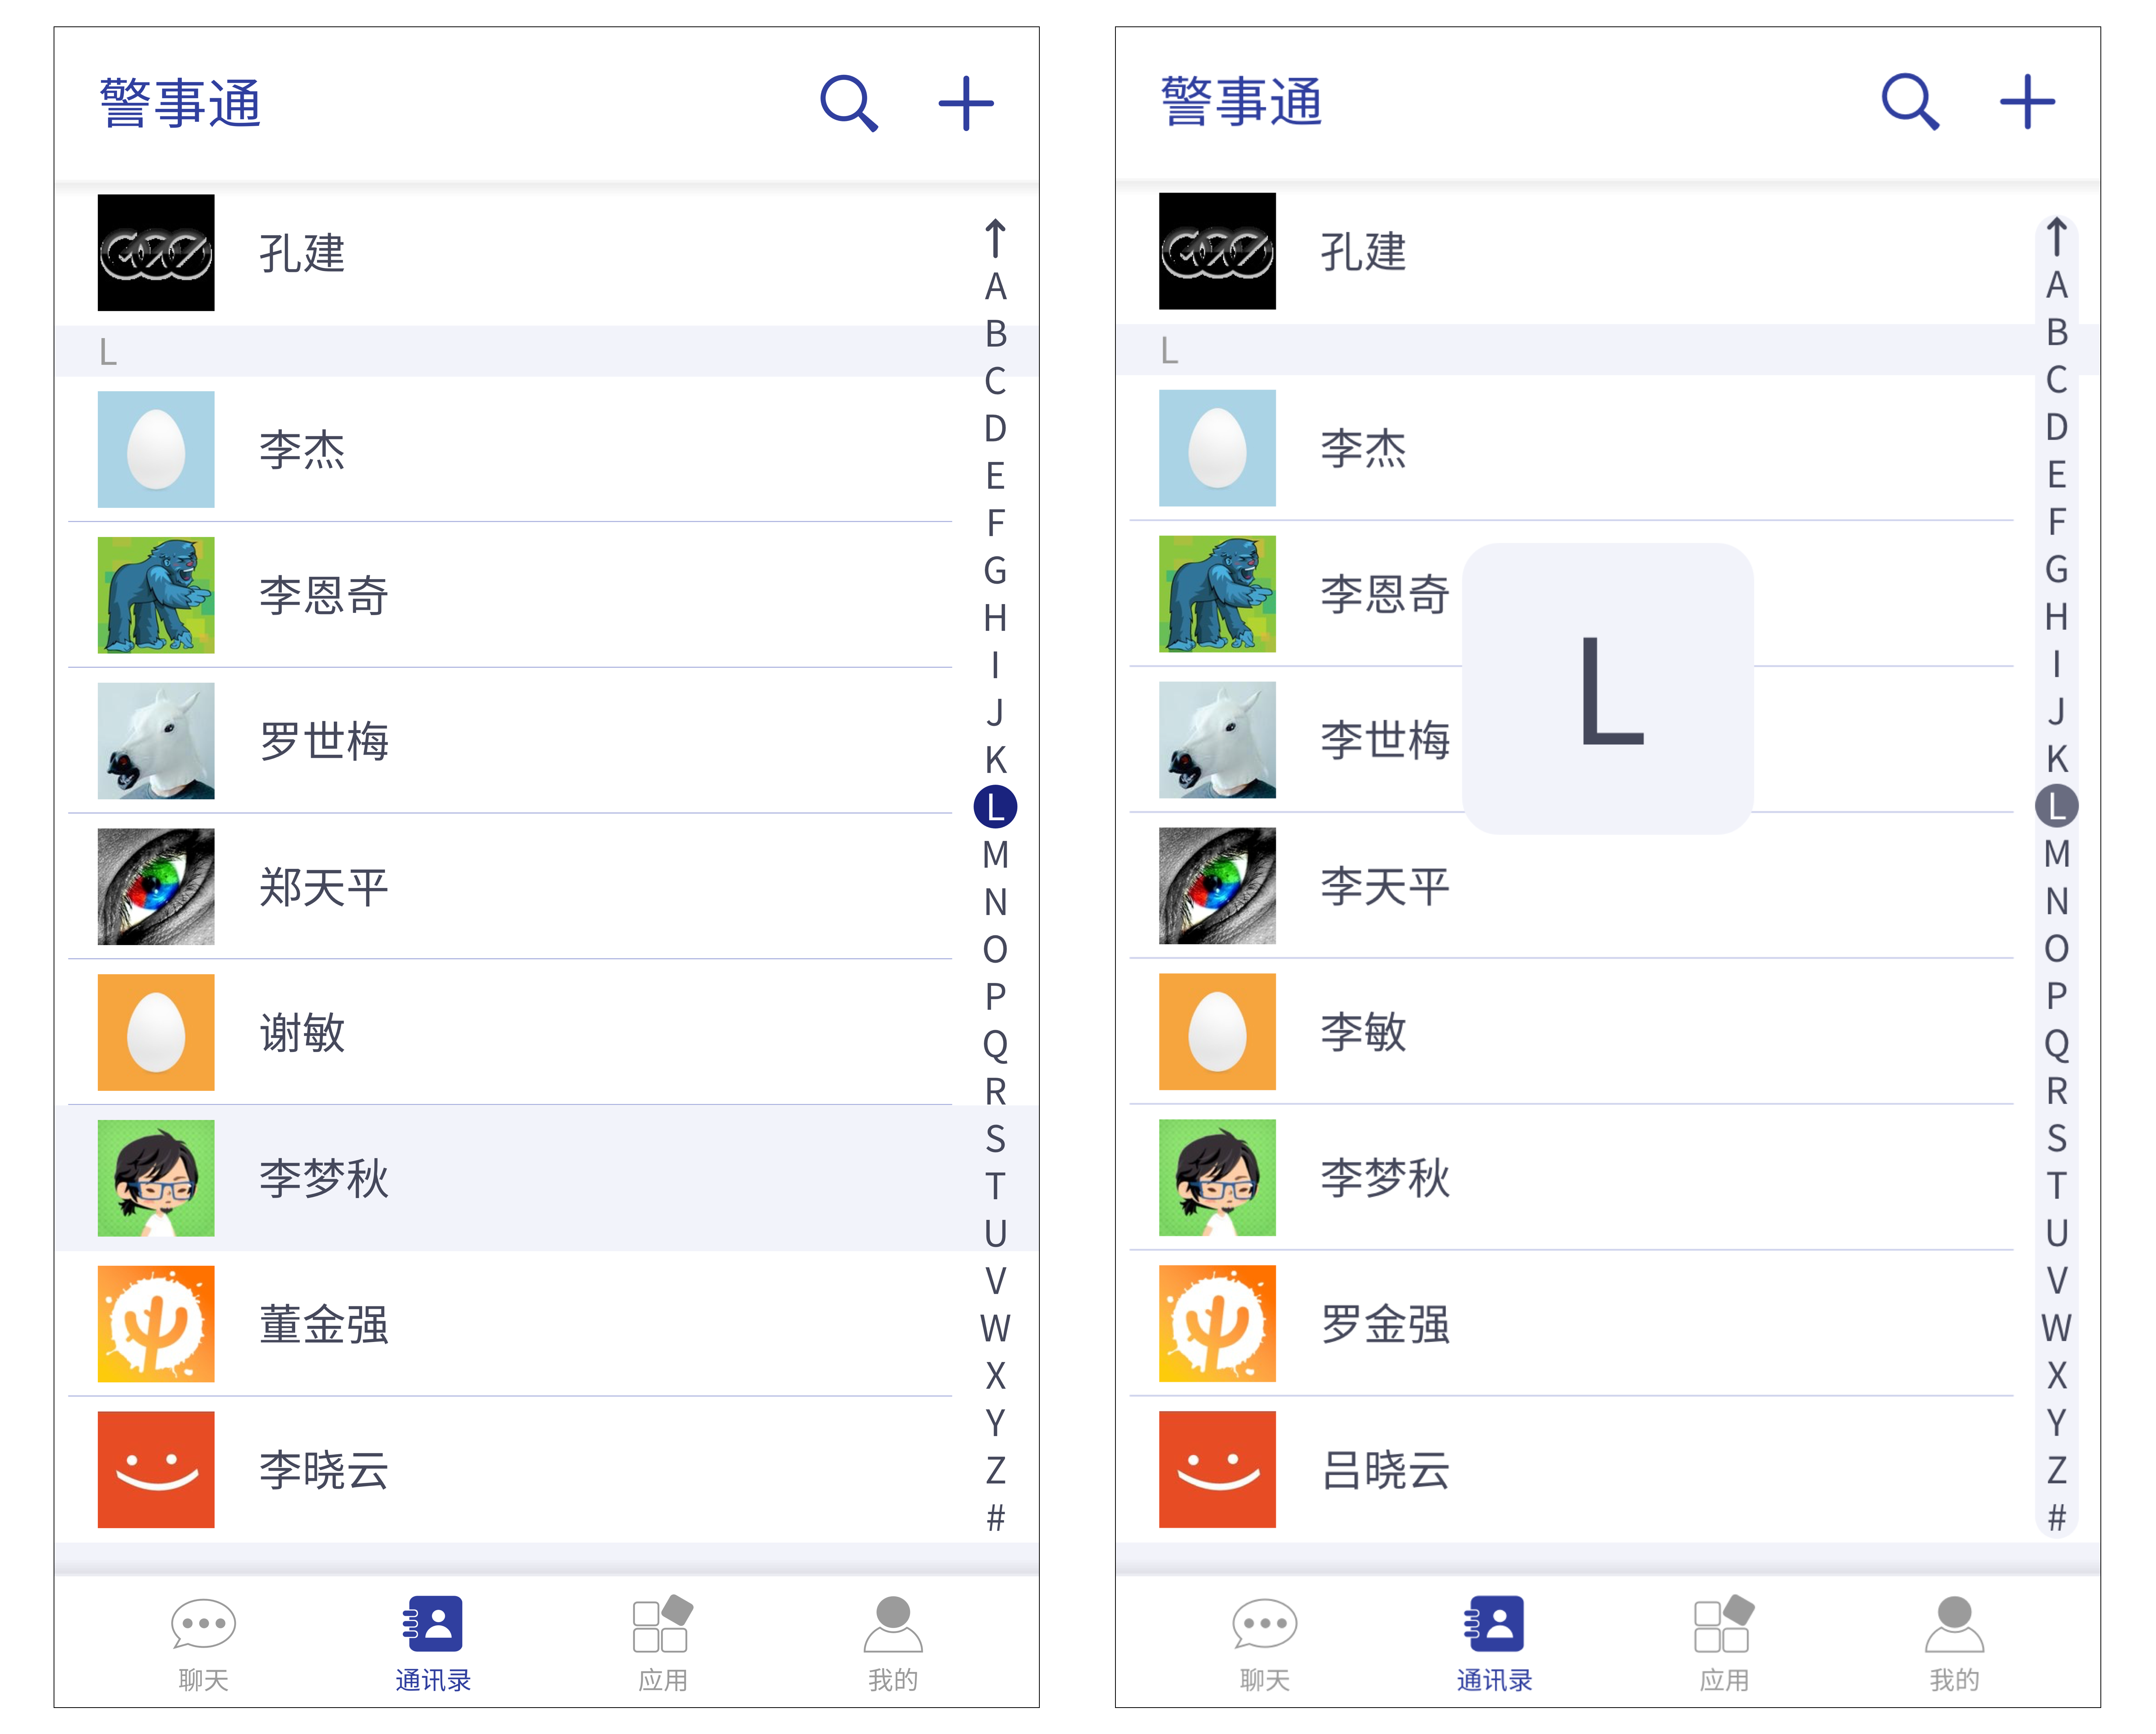 警事通
孔建
L
李杰
李恩奇
罗世梅
郑天平
谢敏
李梦秋
董金强
李晓云
↑
A
B
C
D
E
F
G
H
I
J
K
L
M
N
O
P
Q
R
S
T
U
V
W
X
Y
Z
#
聊天 通讯录 应用 我的
警事通
孔建
L
李杰
李恩奇
李世梅
李天平
李敏
李梦秋
罗金强
吕晓云
L
↑
A
B
C
D
E
F
G
H
I
J
K
L
M
N
O
P
Q
R
S
T
U
V
W
X
Y
Z
#
聊天 通讯录 应用 我的